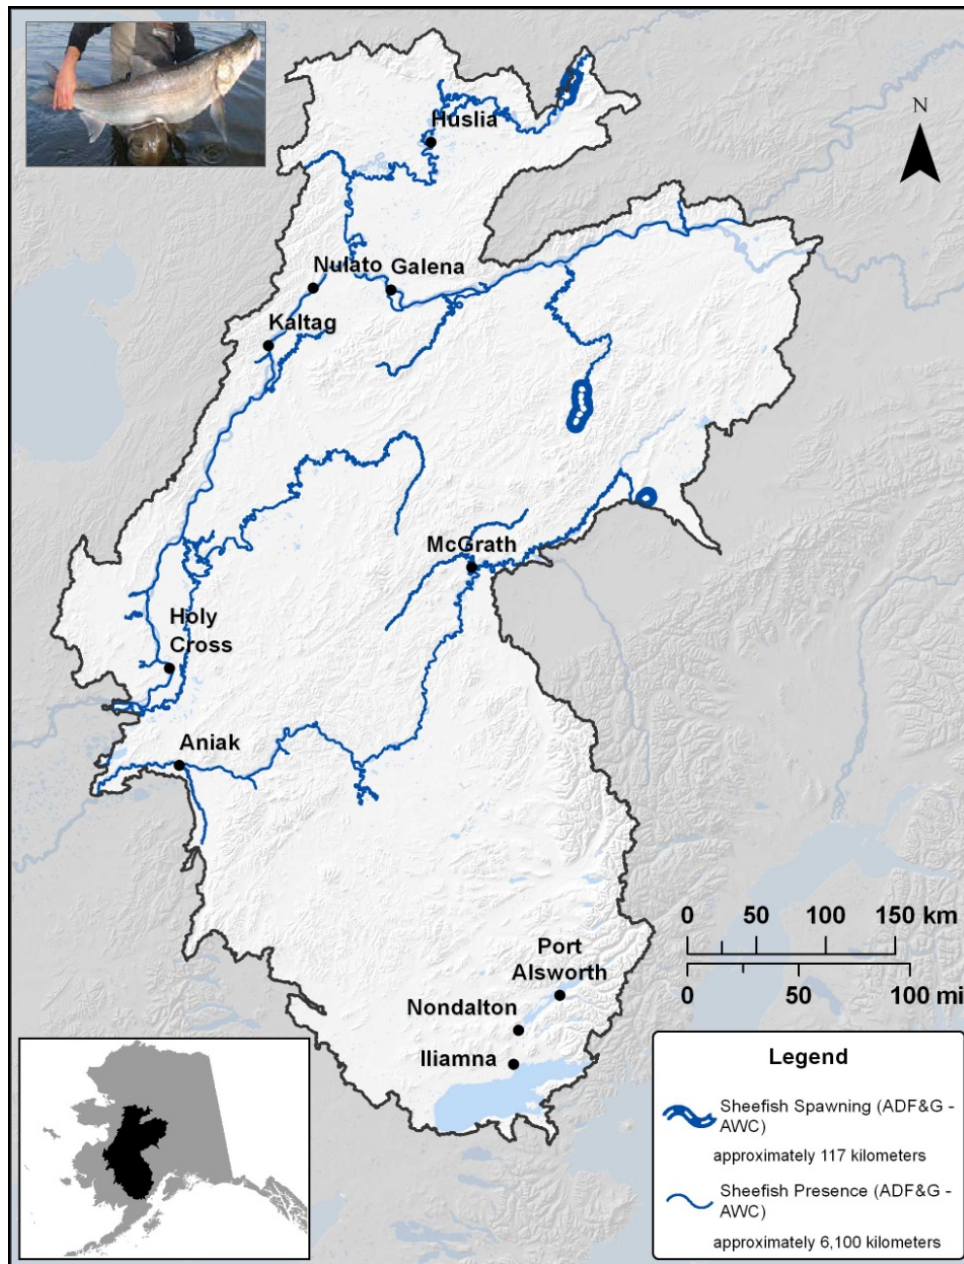 N
Huslia
Nulato
Galena
Kaltag
McGrath
Holy
Cross
Aniak
0 50 100 150 km
0 50 100 mi
Port
Alsworth
Nondalton
Iliamna
Legend
Sheefish Spawning (ADF&G -
AWC)
approximately 117 kilometers
Sheefish Presence (ADF&G -
AWC)
approximately 6,100 kilometers